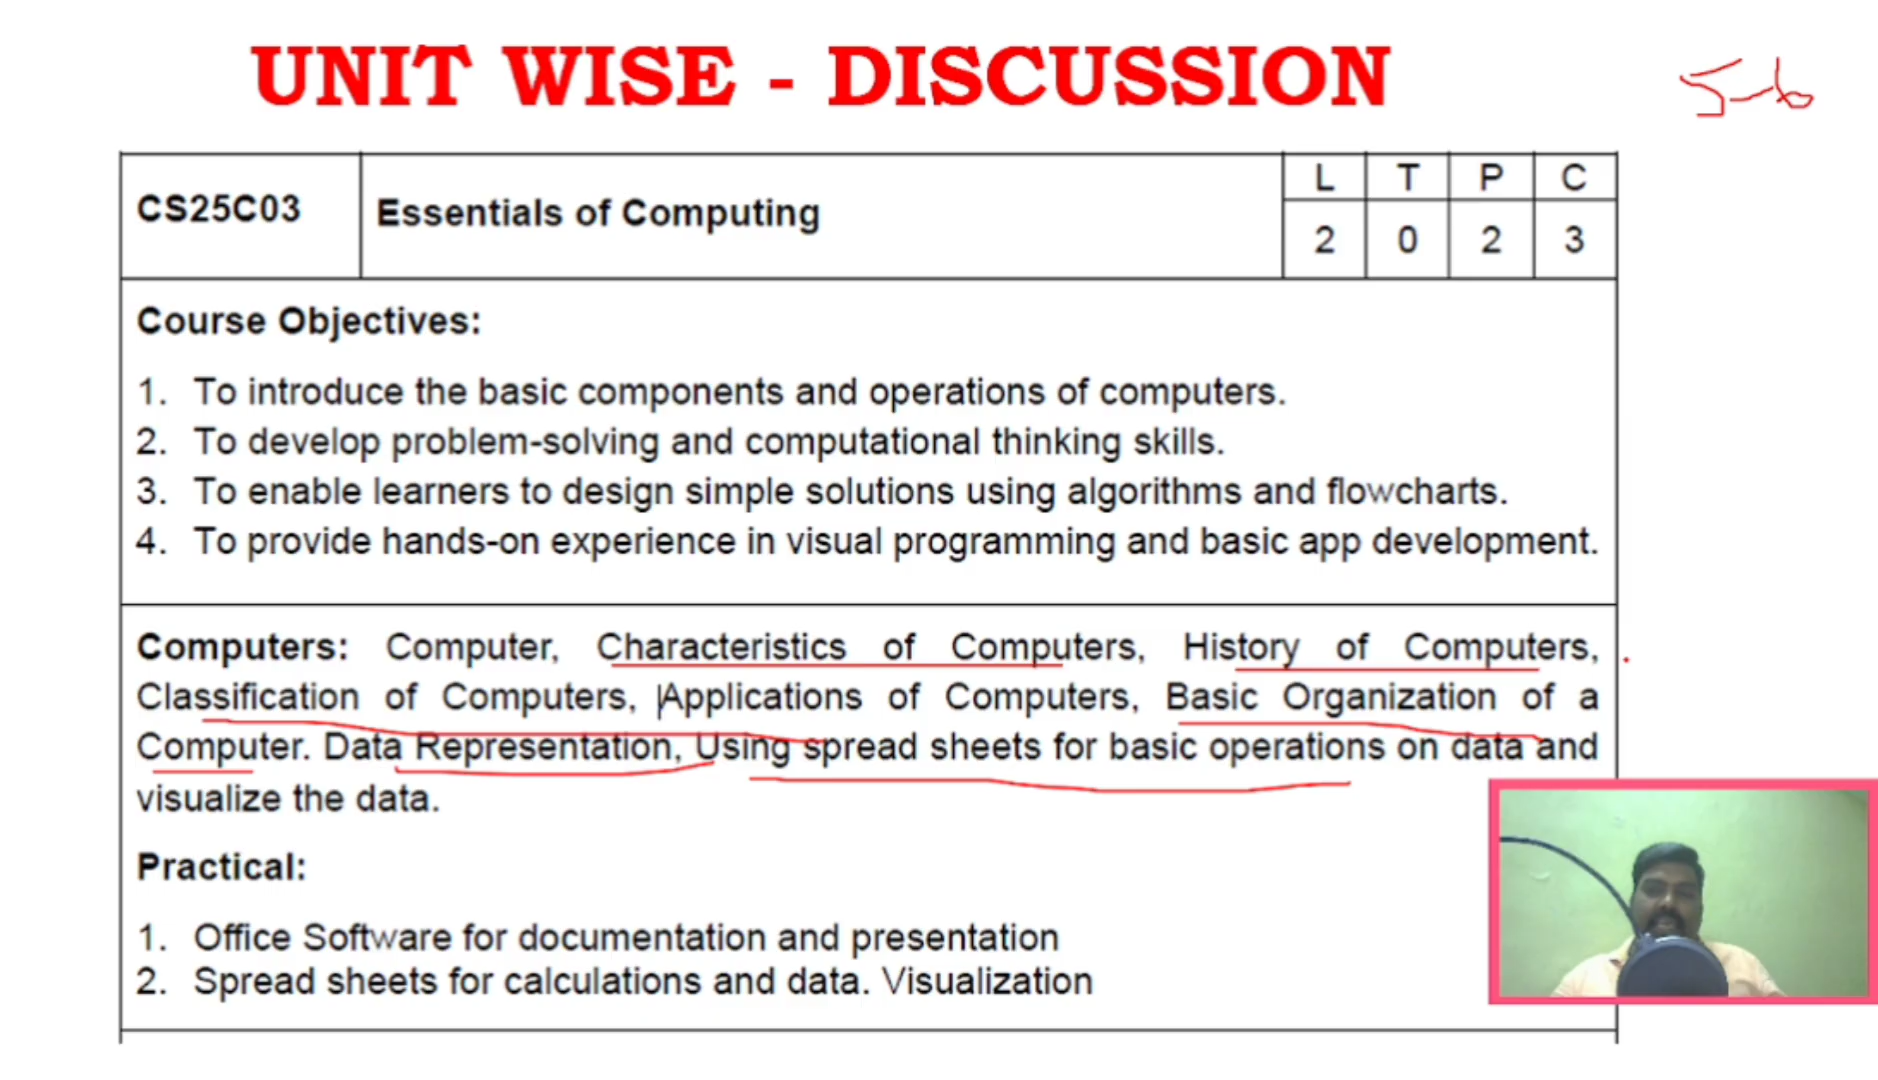 UNIT WISE - DISCUSSION
CS25C03
Essentials of Computing
L T P C
2 0 2 3
Course Objectives:
1. To introduce the basic components and operations of computers.
2. To develop problem-solving and computational thinking skills.
3. To enable learners to design simple solutions using algorithms and flowcharts.
4. To provide hands-on experience in visual programming and basic app development.
Computers: Computer, Characteristics of Computers, History of Computers,
Classification of Computers, Applications of Computers, Basic Organization of a
Computer. Data Representation, Using spread sheets for basic operations on data and
visualize the data.
Practical:
1. Office Software for documentation and presentation
2. Spread sheets for calculations and data. Visualization